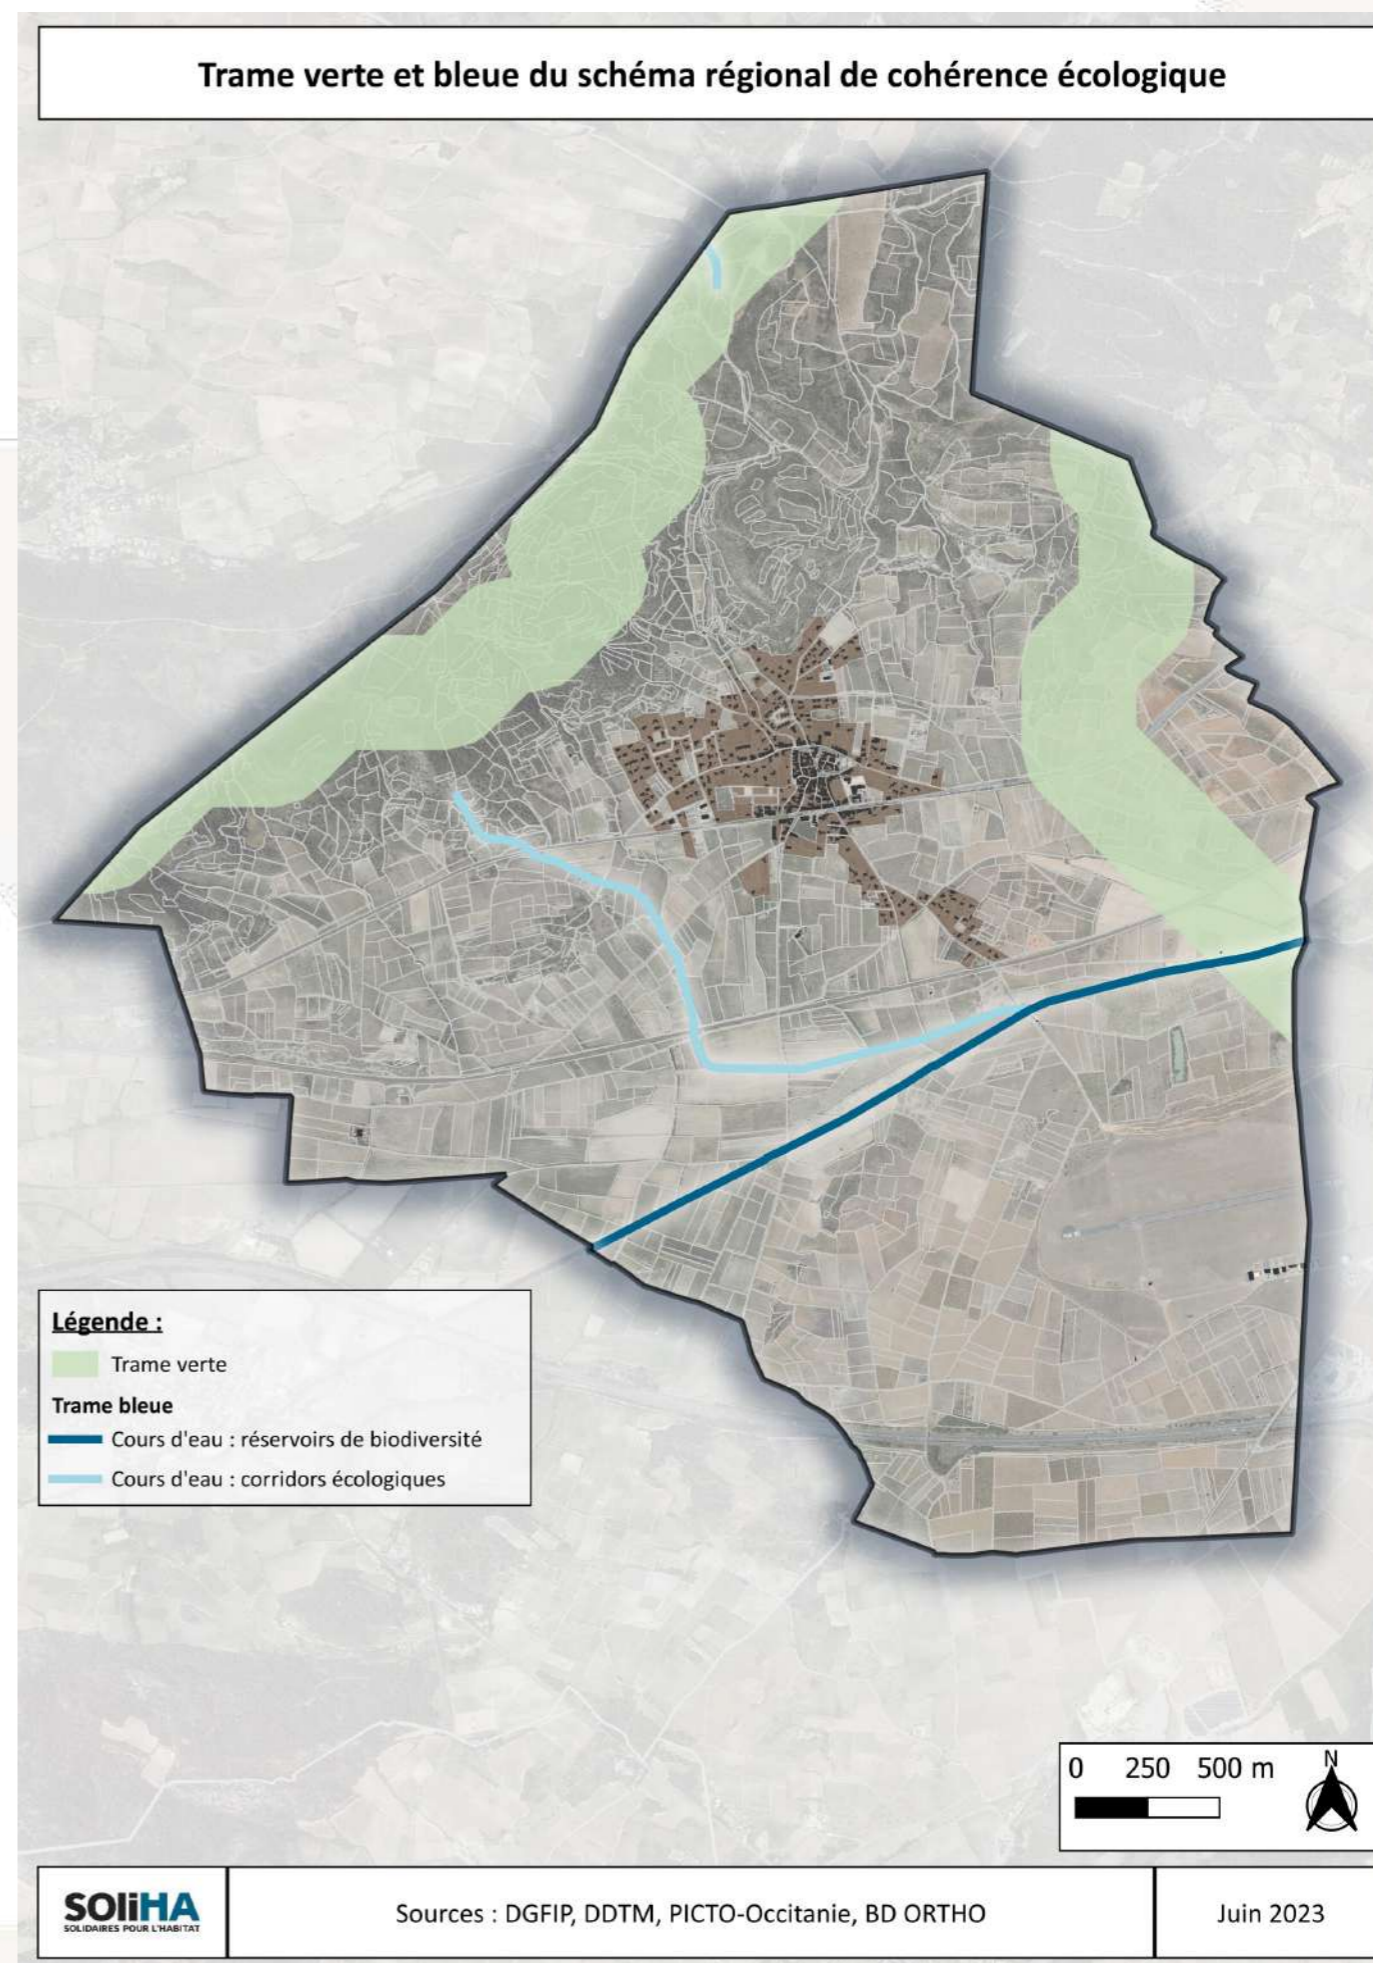 Trame verte et bleue du schéma régional de cohérence écologique
Légende :
Trame verte
Trame bleue
Cours d'eau : réservoirs de biodiversité
Cours d'eau : corridors écologiques
0 250 500 m
N
SOliHA
SOLIDAIRES POUR L'HABITAT
Sources : DGFIP, DDTM, PICTO-Occitanie, BD ORTHO
Juin 2023